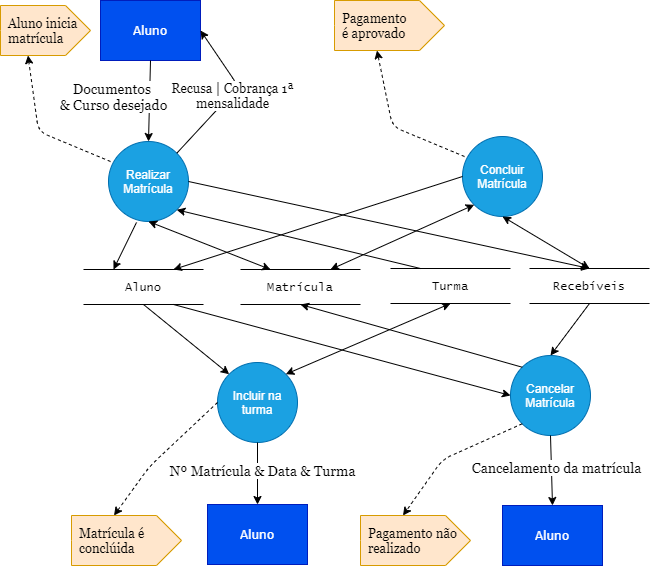 Aluno inicia
matrícula
Aluno
Pagamento
é aprovado
Documentos
& Curso desejado
Recusa | Cobrança 1ª
mensalidade
Realizar
Matrícula
Concluir
Matrícula
Aluno
Matrícula
Turma
Recebíveis
Incluir na
turma
Cancelar
Matrícula
Nº Matrícula & Data & Turma
Cancelamento da matrícula
Matrícula é
conclúida
Aluno
Pagamento não
realizado
Aluno